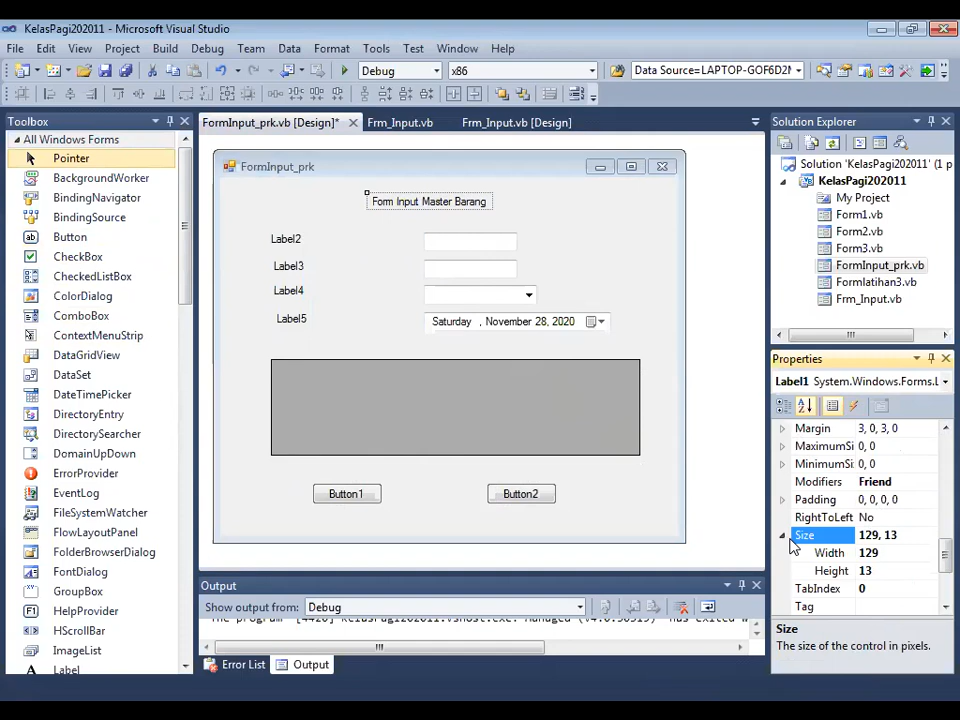 KelasPagi202011 - Microsoft Visual Studio
File Edit View Project Build Debug Team Data Format Tools Test Window Help
Debug x86 Data Source=LAPTOP-GOF6D2M
Toolbox
All Windows Forms
Pointer
BackgroundWorker
BindingNavigator
BindingSource
Button
CheckBox
CheckedListBox
ColorDialog
ComboBox
ContextMenuStrip
DataGridView
DataSet
DateTimePicker
DirectoryEntry
DirectorySearcher
DomainUpDown
ErrorProvider
EventLog
FileSystemWatcher
FlowLayoutPanel
FolderBrowserDialog
FontDialog
GroupBox
HelpProvider
HScrollBar
ImageList
Label
FormInput_prk.vb [Design]* Frm_Input.vb Frm_Input.vb [Design]
FormInput_prk
Form Input Master Barang
Label2
Label3
Label4
Label5 Saturday , November 28, 2020
Button1 Button2
Output
Show output from: Debug
Error List Output
Solution Explorer
Solution 'KelasPagi202011' (1 p
KelasPagi202011
My Project
Form1.vb
Form2.vb
Form3.vb
FormInput_prk.vb
Formlatihan3.vb
Frm_Input.vb
Properties
Label1 System.Windows.Forms.L
Margin 3, 0, 3, 0
MaximumSi 0, 0
MinimumSi 0, 0
Modifiers Friend
Padding 0, 0, 0, 0
RightToLeft No
Size 129, 13
Width 129
Height 13
TabIndex 0
Tag
Size
The size of the control in pixels.